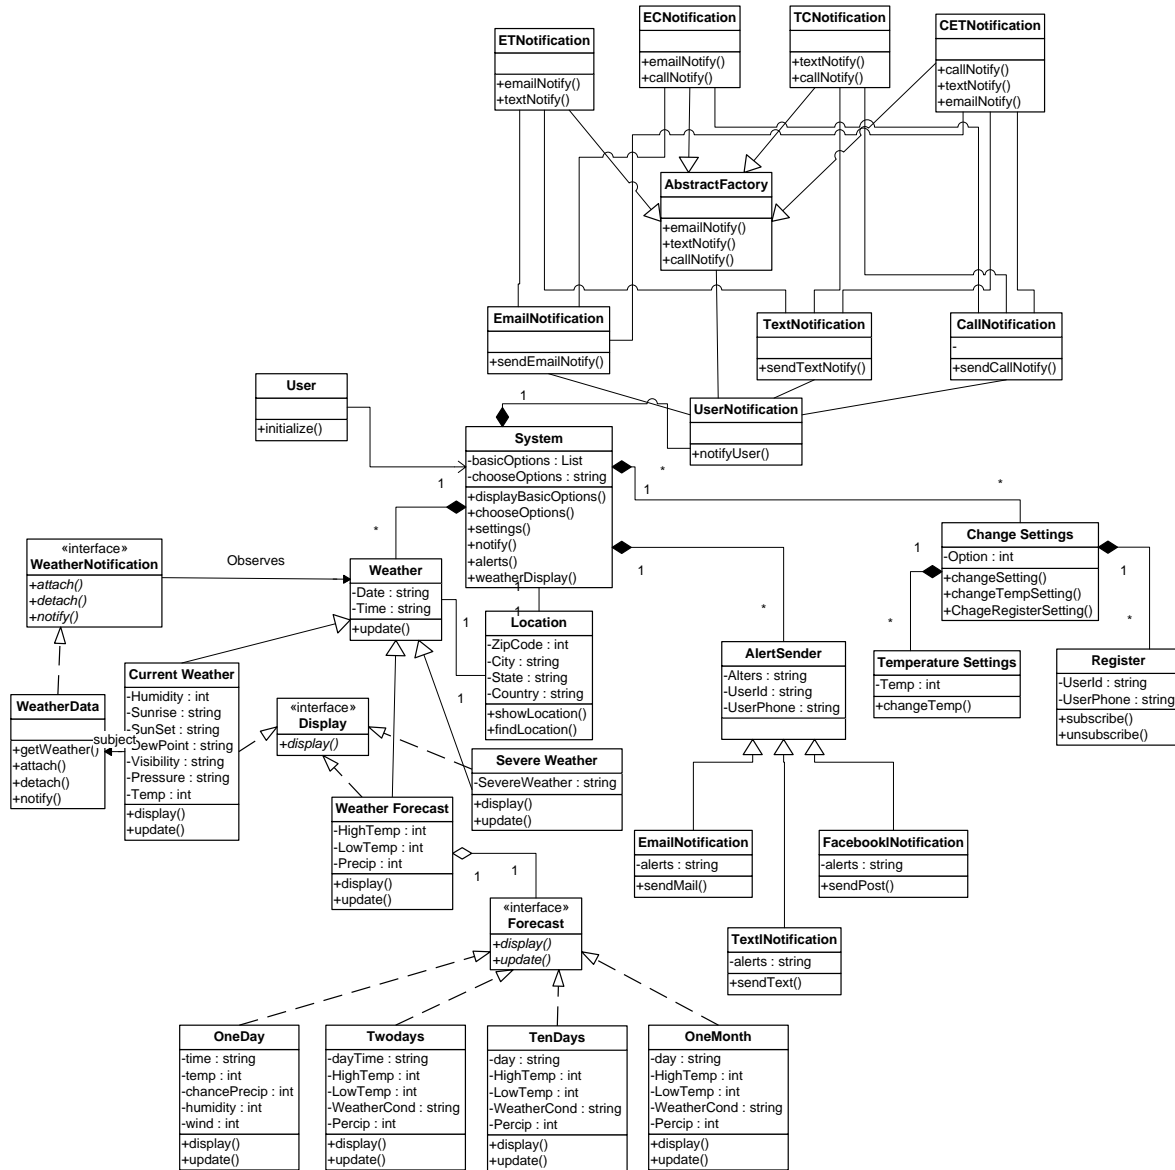 ETNotification
+emailNotify()
+textNotify()
ECNotification
+emailNotify()
+callNotify()
TCNotification
+textNotify()
+callNotify()
CETNotification
+callNotify()
+textNotify()
+emailNotify()
AbstractFactory
+emailNotify()
+textNotify()
+callNotify()
EmailNotification
+sendEmailNotify()
TextNotification
+sendTextNotify()
CallNotification
-
+sendCallNotify()
User
+initialize()
UserNotification
+notifyUser()
1
*
System
-basicOptions : List
-chooseOptions : string
+displayBasicOptions()
+chooseOptions()
+settings()
+notify()
+alerts()
+weatherDisplay()
1
*
1
*
1
*
1
1
«interface»
WeatherNotification
+attach()
+detach()
+notify()
Observes
Weather
-Date : string
-Time : string
+update()
1
1
Location
-ZipCode : int
-City : string
-State : string
-Country : string
+showLocation()
+findLocation()
Change Settings
-Option : int
+changeSetting()
+changeTempSetting()
+ChageRegisterSetting()
1
*
1
*
Temperature Settings
-Temp : int
+changeTemp()
Register
-UserId : string
-UserPhone : string
+subscribe()
+unsubscribe()
AlertSender
-Alters : string
-UserId : string
-UserPhone : string
WeatherData
+getWeather()
+attach()
+detach()
+notify()
subject
Current Weather
-Humidity : int
-Sunrise : string
-SunSet : string
-DewPoint : string
-Visibility : string
-Pressure : string
-Temp : int
+display()
+update()
«interface»
Display
+display()
Severe Weather
-SevereWeather : string
+display()
+update()
Weather Forecast
-HighTemp : int
-LowTemp : int
-Precip : int
+display()
+update()
1
1
EmailNotification
-alerts : string
+sendMail()
FacebooklNotification
-alerts : string
+sendPost()
TextlNotification
-alerts : string
+sendText()
«interface»
Forecast
+display()
+update()
OneDay
-time : string
-temp : int
-chancePrecip : int
-humidity : int
-wind : int
+display()
+update()
Twodays
-dayTime : string
-HighTemp : int
-LowTemp : int
-WeatherCond : string
-Percip : int
+display()
+update()
TenDays
-day : string
-HighTemp : int
-LowTemp : int
-WeatherCond : string
-Percip : int
+display()
+update()
OneMonth
-day : string
-HighTemp : int
-LowTemp : int
-WeatherCond : string
-Percip : int
+display()
+update()